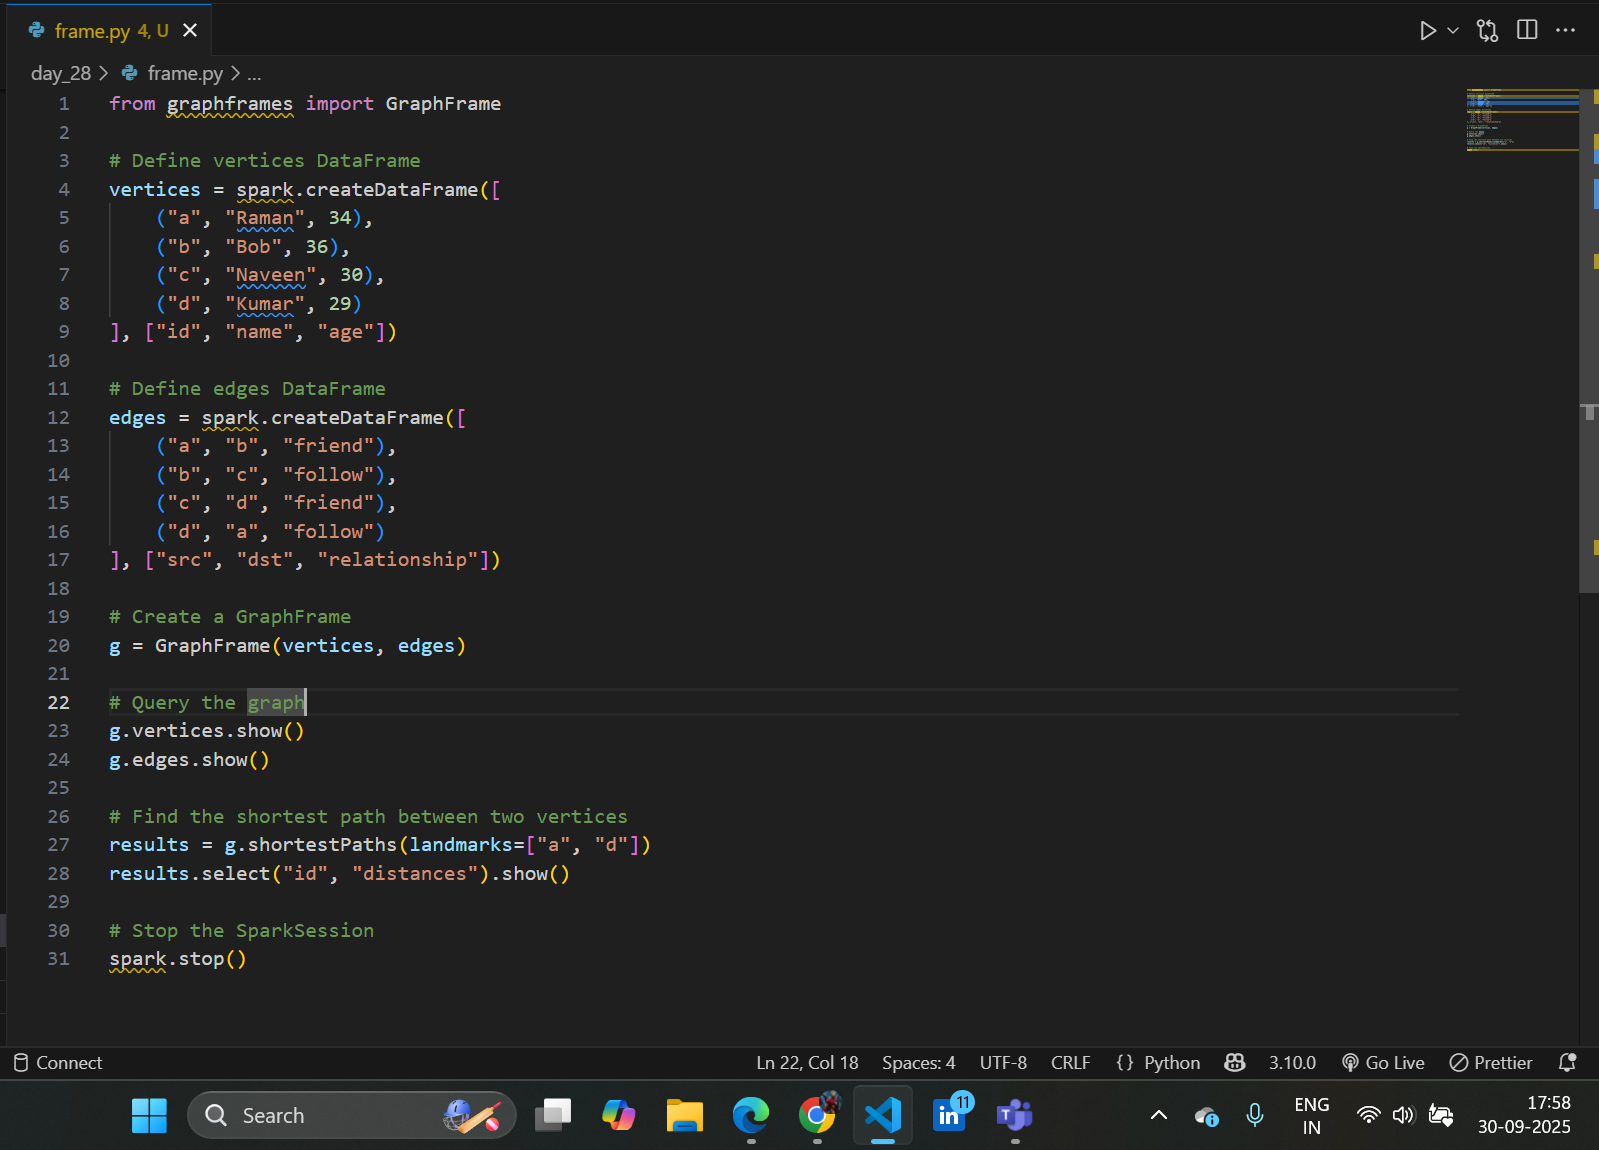 frame.py 4, U
day_28 > frame.py > ...
1 from graphframes import GraphFrame
2
3 # Define vertices DataFrame
4 vertices = spark.createDataFrame([
5     ("a", "Raman", 34),
6     ("b", "Bob", 36),
7     ("c", "Naveen", 30),
8     ("d", "Kumar", 29)
9 ], ["id", "name", "age"])
10
11 # Define edges DataFrame
12 edges = spark.createDataFrame([
13     ("a", "b", "friend"),
14     ("b", "c", "follow"),
15     ("c", "d", "friend"),
16     ("d", "a", "follow")
17 ], ["src", "dst", "relationship"])
18
19 # Create a GraphFrame
20 g = GraphFrame(vertices, edges)
21
22 # Query the graph
23 g.vertices.show()
24 g.edges.show()
25
26 # Find the shortest path between two vertices
27 results = g.shortestPaths(landmarks=["a", "d"])
28 results.select("id", "distances").show()
29
30 # Stop the SparkSession
31 spark.stop()
Connect Ln 22, Col 18 Spaces: 4 UTF-8 CRLF {} Python 3.10.0 Go Live Prettier
Search 11 ENG 17:58
IN 30-09-2025